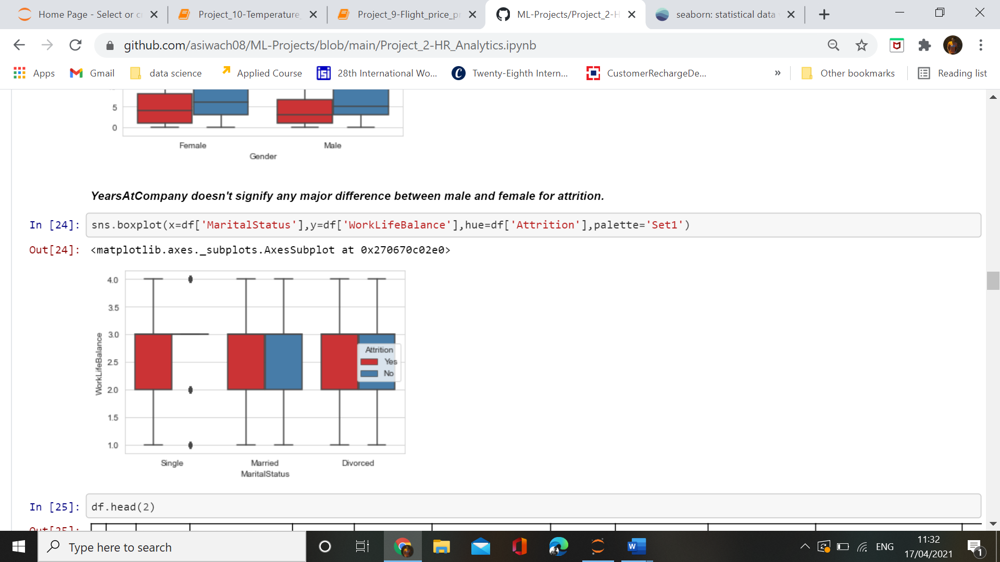 Home Page - Select or c
Project_10-Temperature_
Project_9-Flight_price_p
ML-Projects/Project_2-H
seaborn: statistical data
github.com/asiwach08/ML-Projects/blob/main/Project_2-HR_Analytics.ipynb
Apps
Gmail
data science
Applied Course
28th International Wo...
Twenty-Eighth Intern...
CustomerRechargeDe...
»
Other bookmarks
Reading list
5
0
Female
Male
Gender
YearsAtCompany doesn't signify any major difference between male and female for attrition.
In [24]: sns.boxplot(x=df['MaritalStatus'],y=df['WorkLifeBalance'],hue=df['Attrition'],palette='Set1')
Out[24]: <matplotlib.axes._subplots.AxesSubplot at 0x270670c02e0>
4.0
3.5
3.0
2.5
2.0
1.5
1.0
WorkLifeBalance
Attrition
Yes
No
Single
Married
Divorced
MaritalStatus
In [25]: df.head(2)
Out[25]:
Type here to search
ENG
11:32
17/04/2021
1